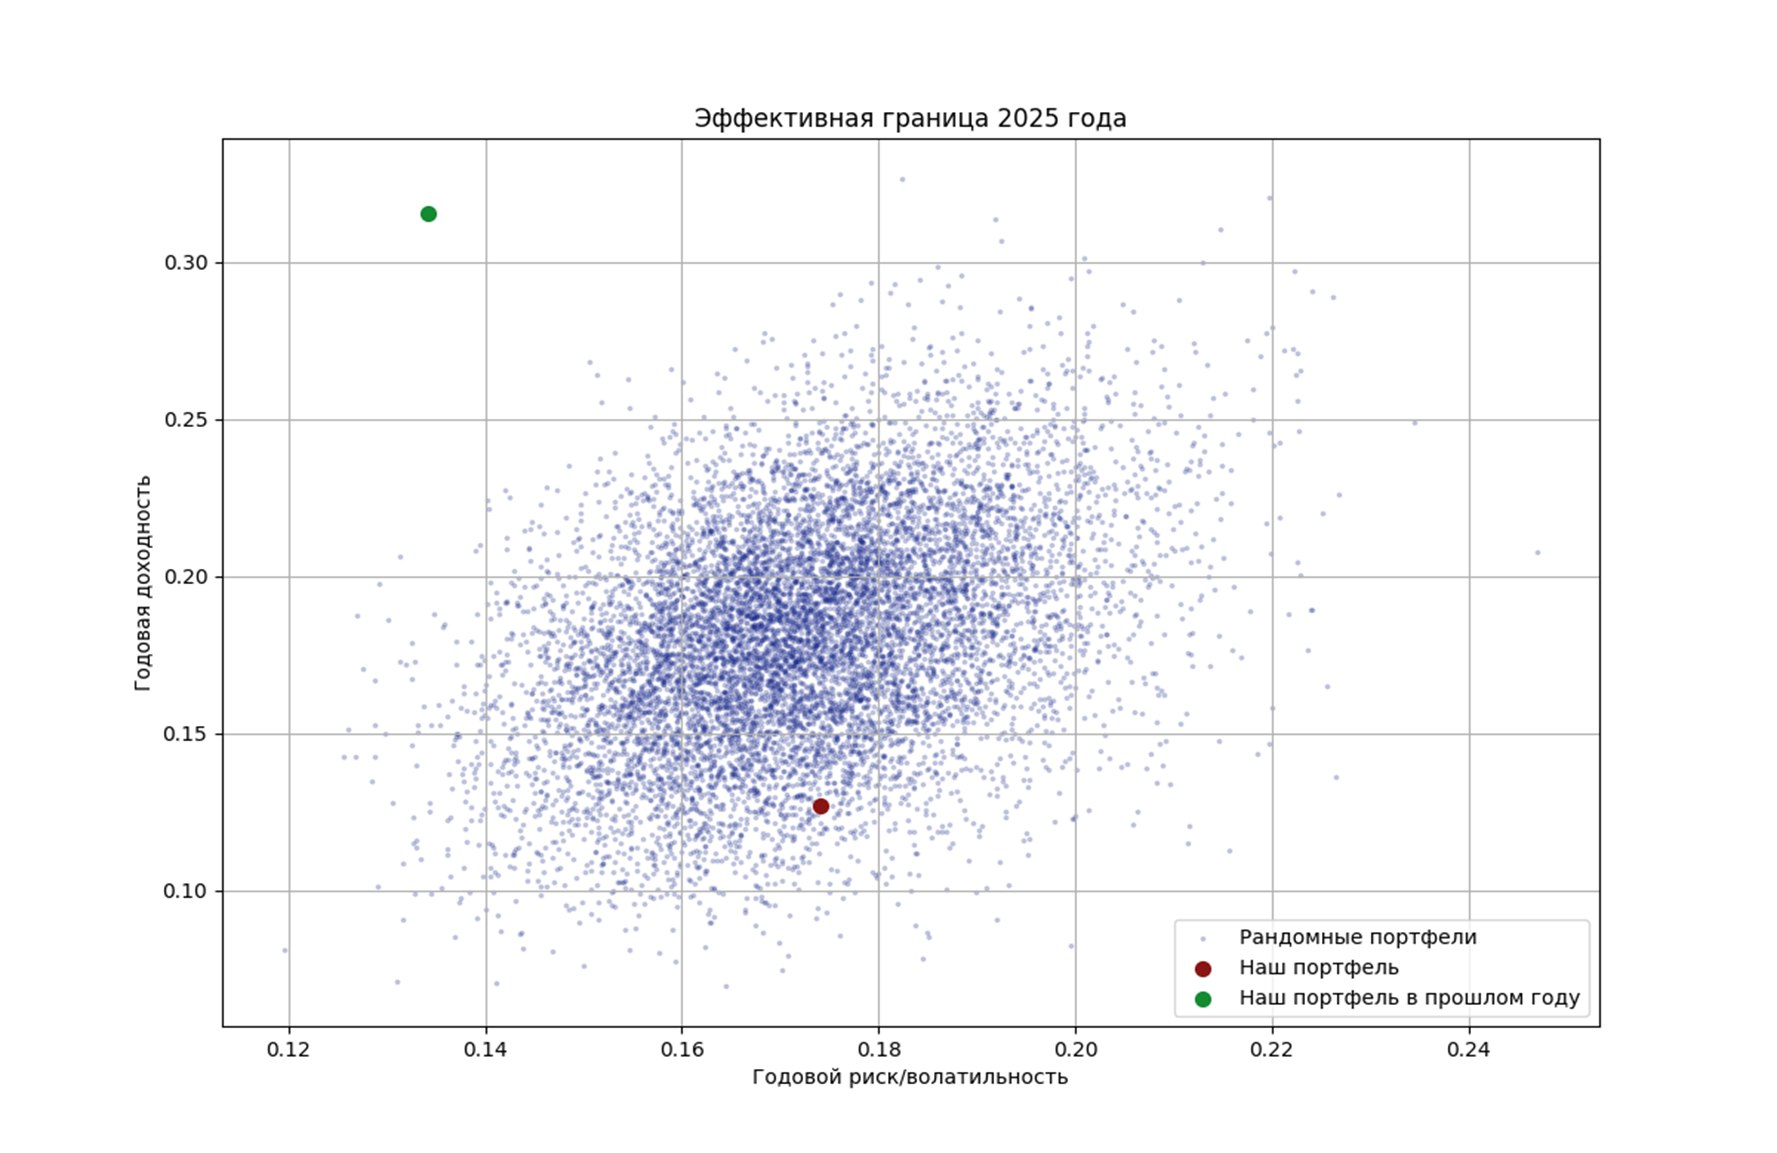 Эффективная граница 2025 года
Годовая доходность
0.30
0.25
0.20
0.15
0.10
0.12
0.14
0.16
0.18
0.20
0.22
0.24
Годовой риск/волатильность
Рандомные портфели
Наш портфель
Наш портфель в прошлом году